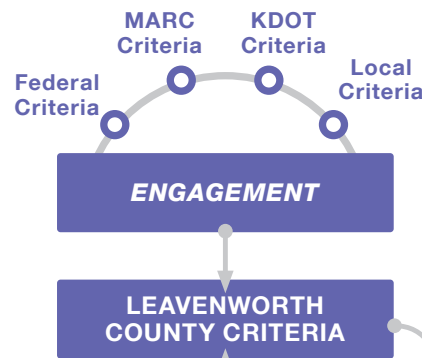 MARC
Criteria
KDOT
Criteria
Federal
Criteria
Local
Criteria
ENGAGEMENT
LEAVENWORTH
COUNTY CRITERIA